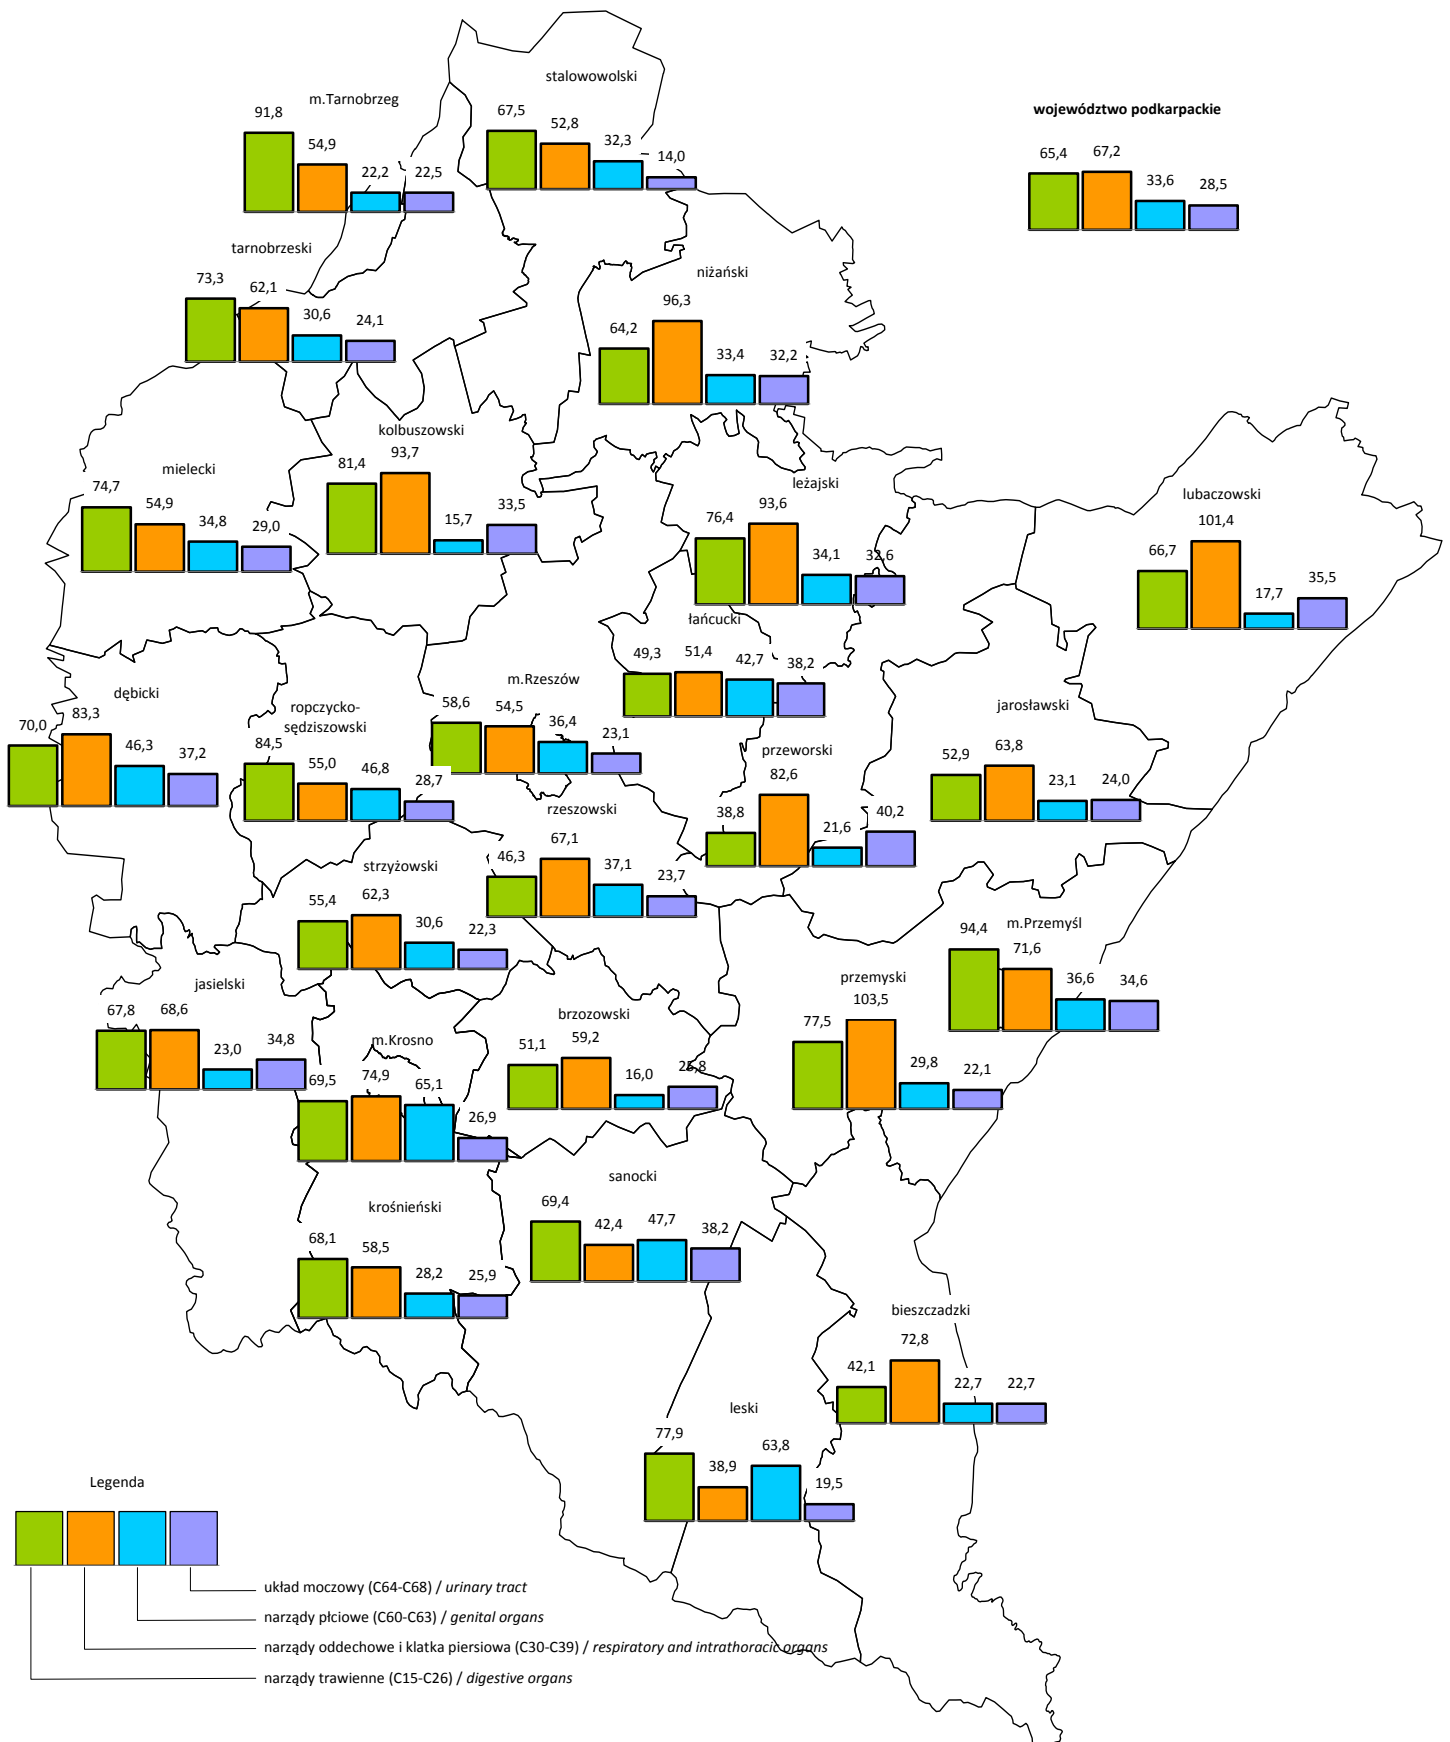 stalowowolski
67,5 52,8 32,3 14,0
m.Tarnobrzeg
91,8 54,9 22,2 22,5
województwo podkarpackie
65,4 67,2 33,6 28,5
tarnobrzeski
73,3 62,1 30,6 24,1
niżański
64,2 96,3 33,4 32,2
kolbuszowski
81,4 93,7 15,7 33,5
mielecki
74,7 54,9 34,8 29,0
leżajski
76,4 93,6 34,1 32,6
lubaczowski
66,7 101,4 17,7 35,5
łańcucki
49,3 51,4 42,7 38,2
m.Rzeszów
58,6 54,5 36,4 23,1
dębicki
70,0 83,3 46,3 37,2
ropczycko-
sędziszowski
84,5 55,0 46,8 28,7
jarosławski
52,9 63,8 23,1 24,0
przeworski
38,8 82,6 21,6 40,2
rzeszowski
46,3 67,1 37,1 23,7
strzyżowski
55,4 62,3 30,6 22,3
m.Przemyśl
94,4 71,6 36,6 34,6
przemyski
77,5 103,5 29,8 22,1
jasielski
67,8 68,6 23,0 34,8
brzozowski
51,1 59,2 16,0 25,8
m.Krosno
69,5 74,9 65,1 26,9
sanocki
69,4 42,4 47,7 38,2
krośnieński
68,1 58,5 28,2 25,9
bieszczadzki
42,1 72,8 22,7 22,7
leski
77,9 38,9 63,8 19,5
Legenda
układ moczowy (C64-C68) / urinary tract
narządy płciowe (C60-C63) / genital organs
narządy oddechowe i klatka piersiowa (C30-C39) / respiratory and intrathoracic organs
narządy trawienne (C15-C26) / digestive organs